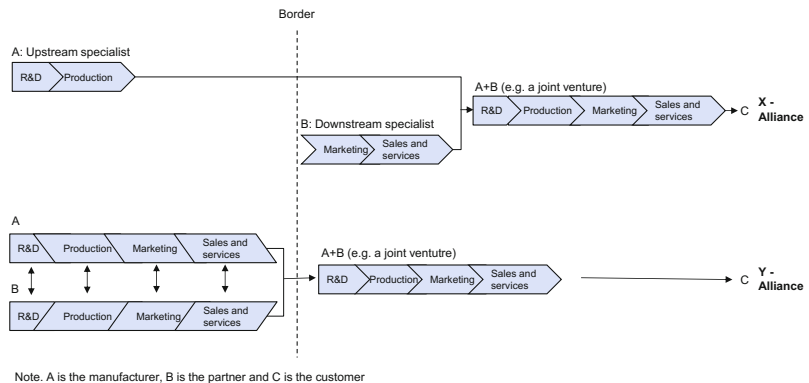 Border
A: Upstream specialist
R&D Production
A+B (e.g. a joint venture)
R&D Production Marketing Sales and
services
C
X -
Alliance
B: Downstream specialist
Marketing Sales and
services
A
R&D Production Marketing Sales and
services
B
R&D Production Marketing Sales and
services
A+B (e.g. a joint ventutre)
R&D Production Marketing Sales and
services
C
Y -
Alliance
Note. A is the manufacturer, B is the partner and C is the customer